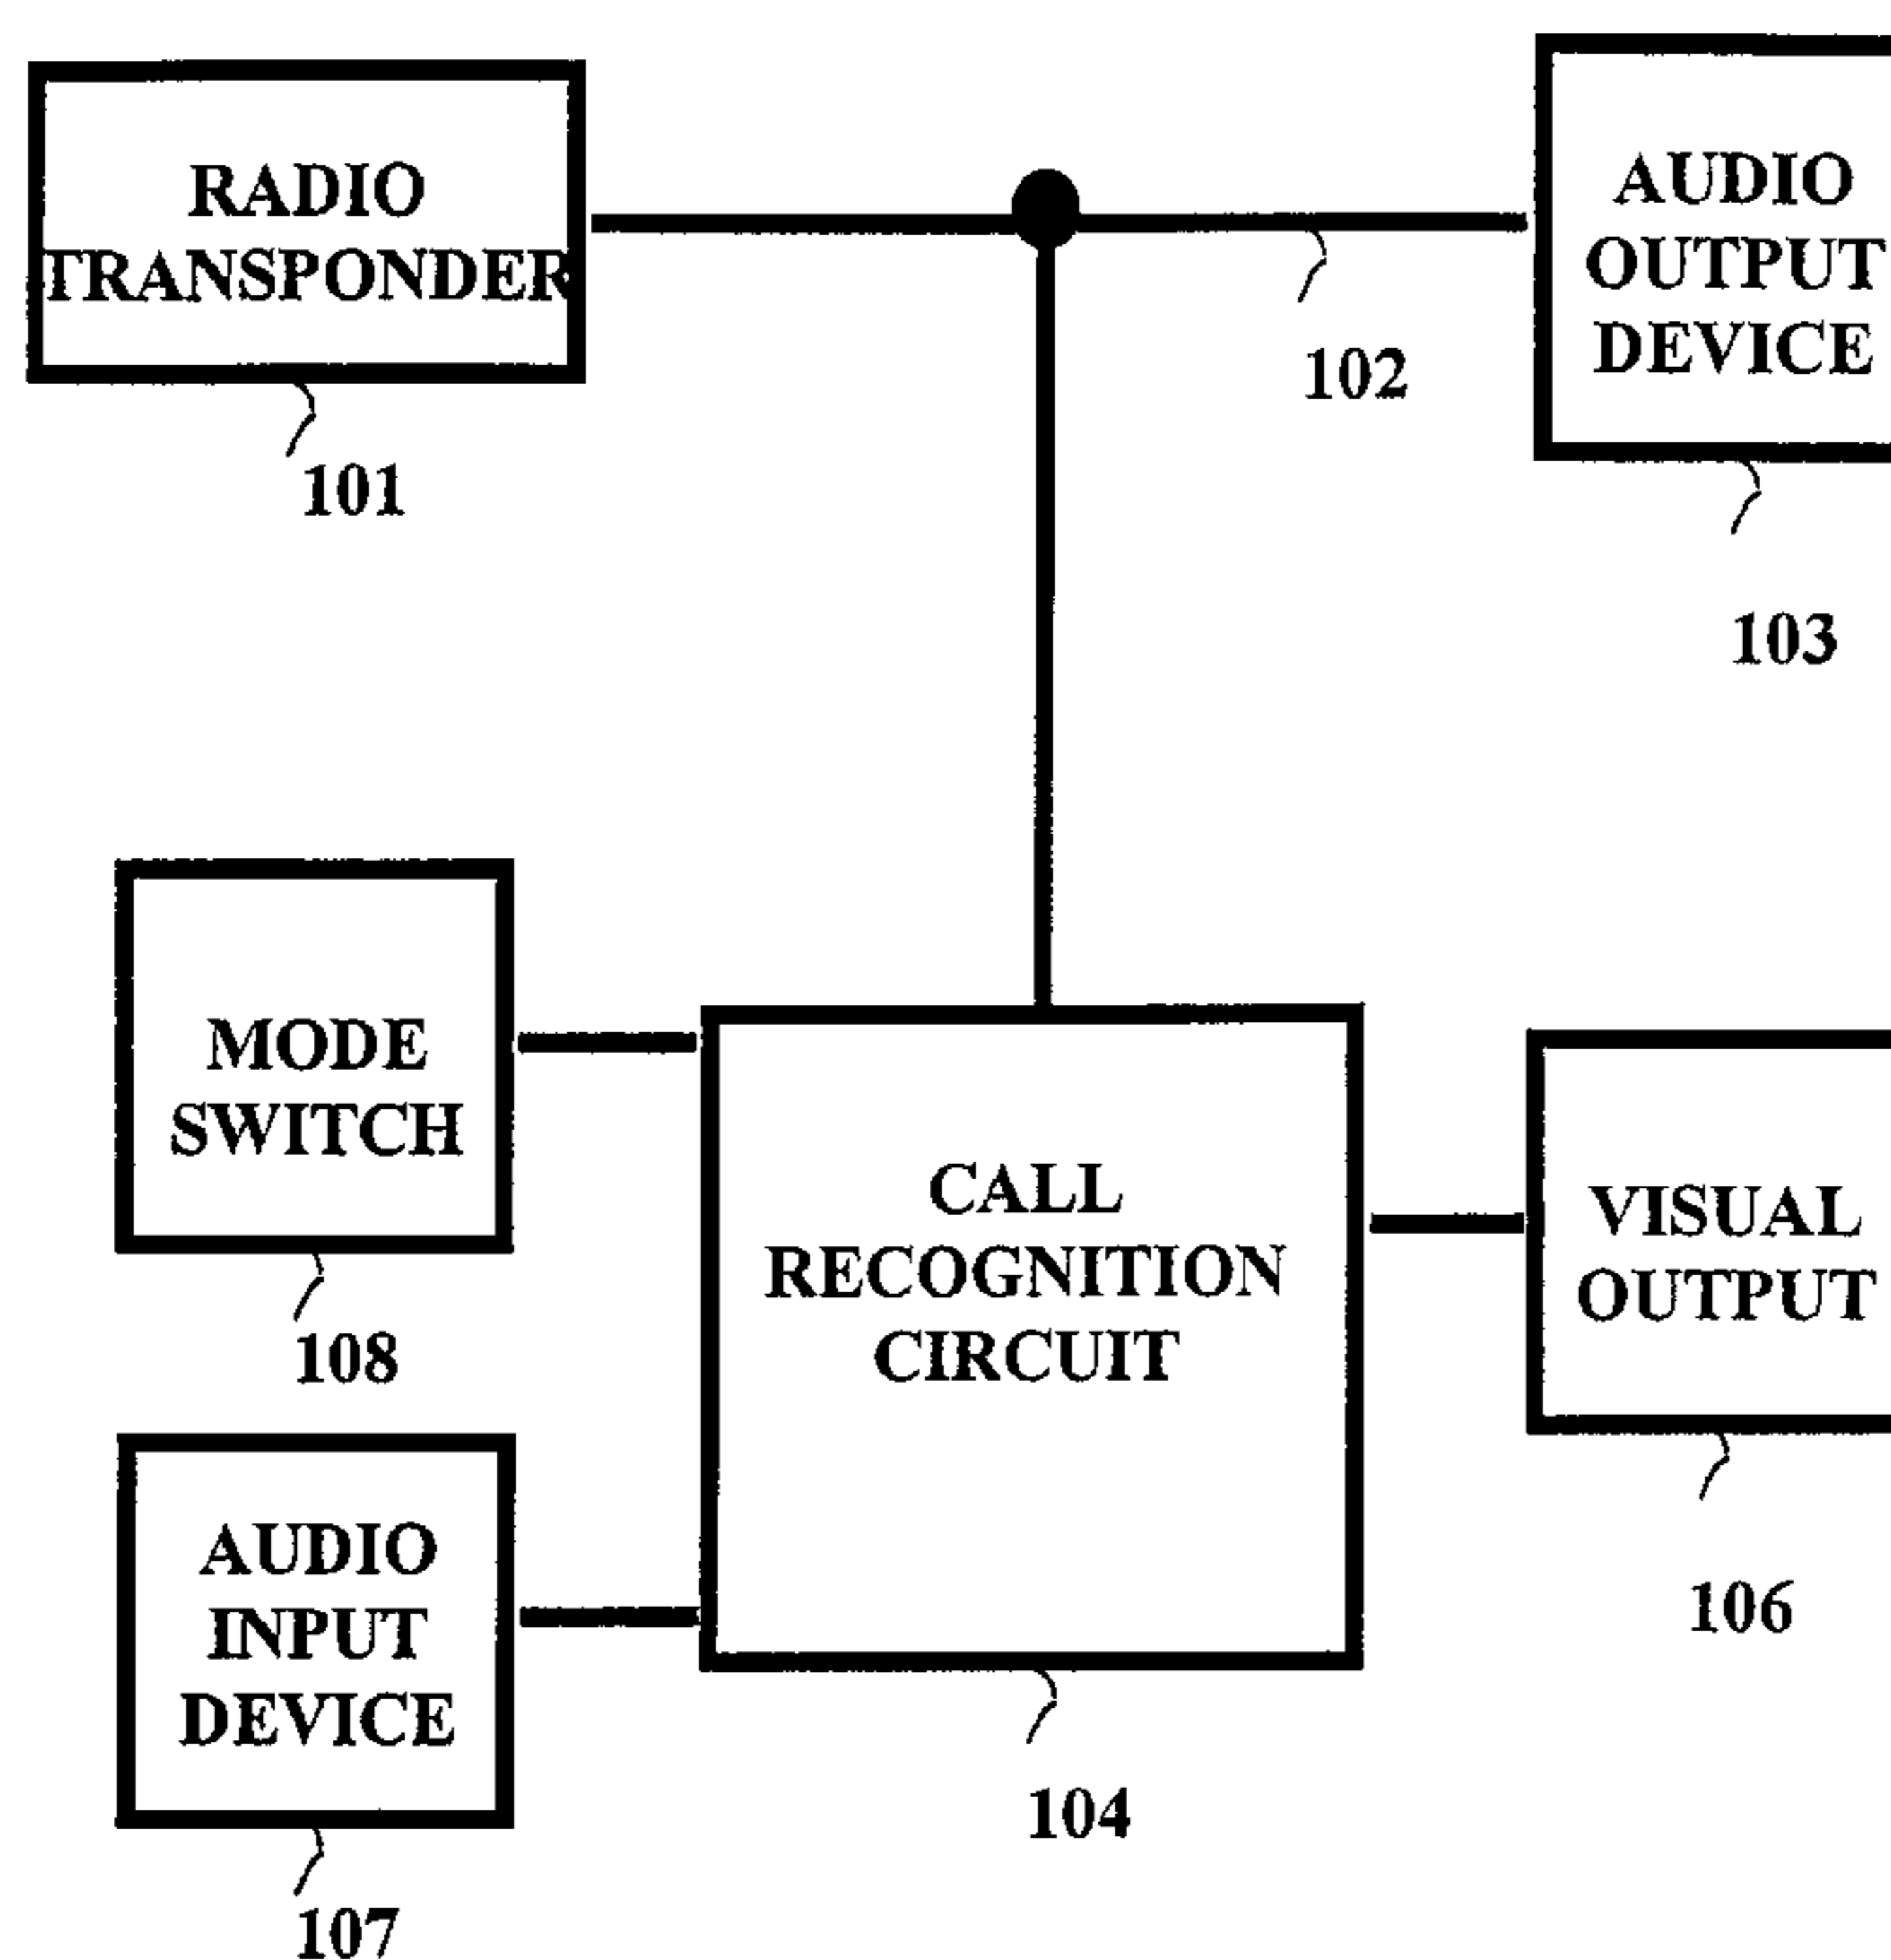 RADIO
TRANSPONDER
101
102
AUDIO
OUTPUT
DEVICE
103
MODE
SWITCH
108
CALL
RECOGNITION
CIRCUIT
104
VISUAL
OUTPUT
106
AUDIO
INPUT
DEVICE
107